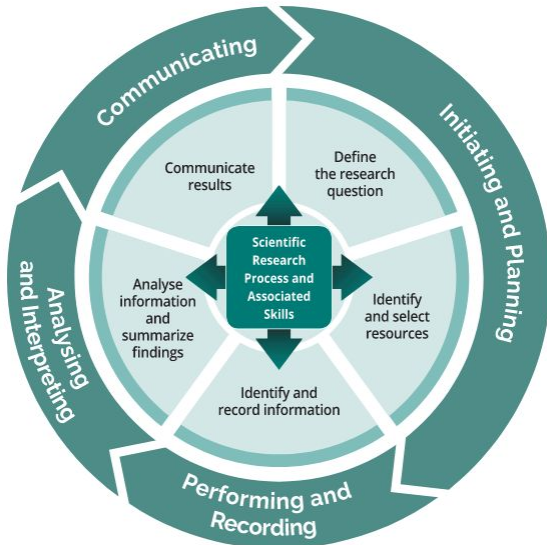 Communicating
Initiating and Planning
Performing and
Recording
Analysing
and Interpreting
Communicate
results
Define
the research
question
Identify
and select
resources
Identify and
record information
Analyse
information
and
summarize
findings
Scientific
Research
Process and
Associated
Skills